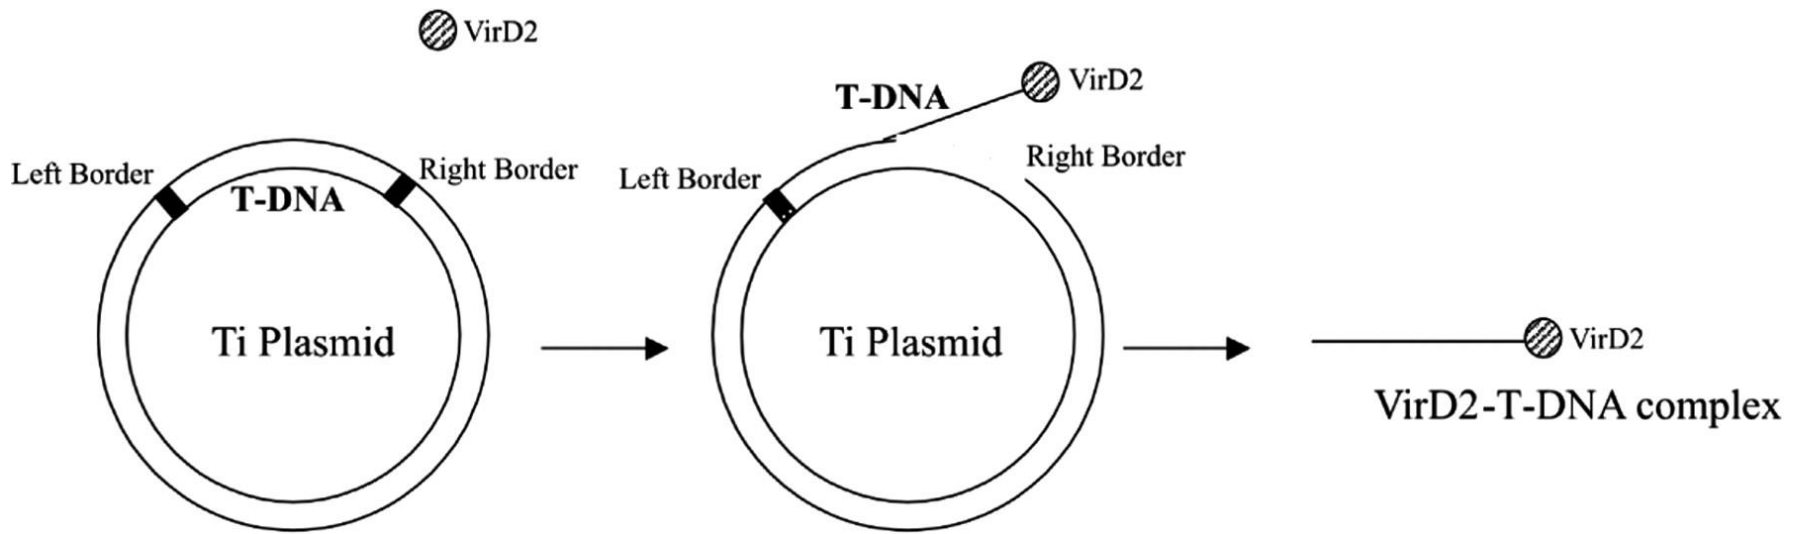 VirD2
Left Border
Right Border
T-DNA
Ti Plasmid
T-DNA
VirD2
Left Border
Right Border
Ti Plasmid
VirD2
VirD2-T-DNA complex